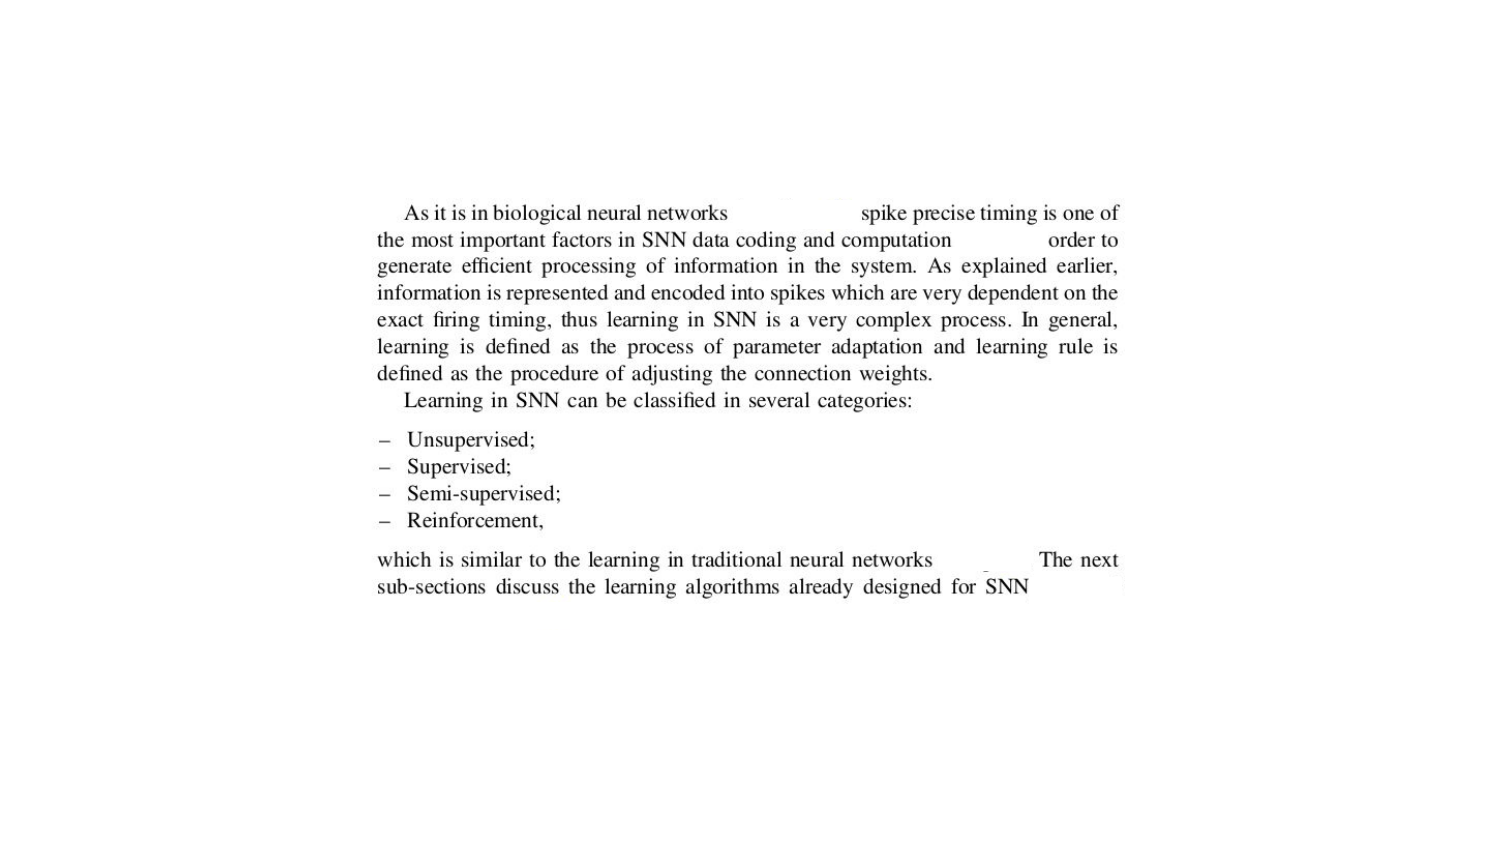 As it is in biological neural networks spike precise timing is one of
the most important factors in SNN data coding and computation order to
generate efficient processing of information in the system. As explained earlier,
information is represented and encoded into spikes which are very dependent on the
exact firing timing, thus learning in SNN is a very complex process. In general,
learning is defined as the process of parameter adaptation and learning rule is
defined as the procedure of adjusting the connection weights.
Learning in SNN can be classified in several categories:
– Unsupervised;
– Supervised;
– Semi-supervised;
– Reinforcement,
which is similar to the learning in traditional neural networks The next
sub-sections discuss the learning algorithms already designed for SNN